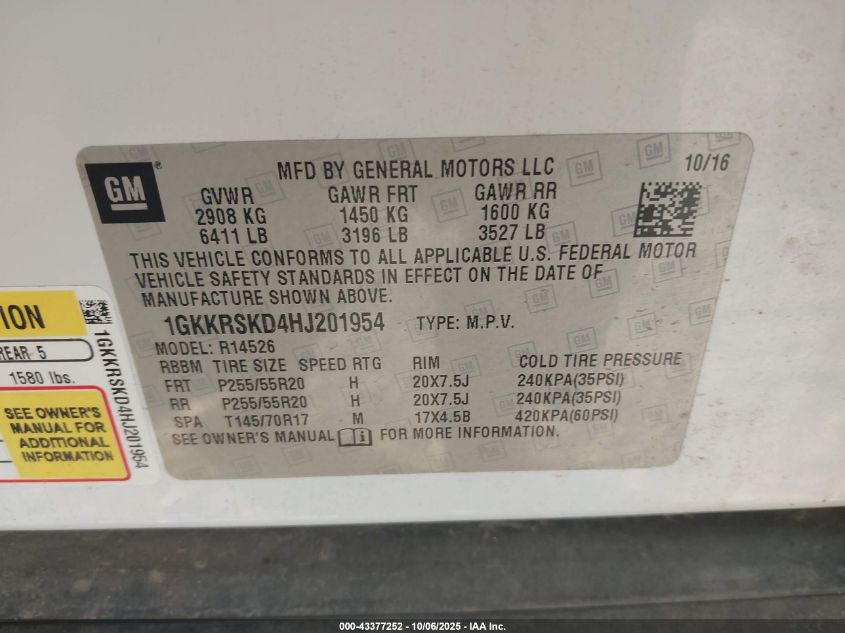 GM
®
MFD BY GENERAL MOTORS LLC
10/16
GVWR GAWR FRT GAWR RR
2908 KG 1450 KG 1600 KG
6411 LB 3196 LB 3527 LB
THIS VEHICLE CONFORMS TO ALL APPLICABLE U.S. FEDERAL MOTOR
VEHICLE SAFETY STANDARDS IN EFFECT ON THE DATE OF
MANUFACTURE SHOWN ABOVE.
1GKKRSKD4HJ201954 TYPE: M.P.V.
MODEL: R14526
RBBM TIRE SIZE SPEED RTG RIM COLD TIRE PRESSURE
FRT P255/55R20 H 20X7.5J 240KPA(35PSI)
RR P255/55R20 H 20X7.5J 240KPA(35PSI)
SPA T145/70R17 M 17X4.5B 420KPA(60PSI)
SEE OWNER'S MANUAL FOR MORE INFORMATION.
ION
REAR 5
1580 lbs.
SEE OWNER'S
MANUAL FOR
ADDITIONAL
INFORMATION
1GKKRSKD4HJ201954
000-43377252 - 10/06/2025 - IAA Inc.